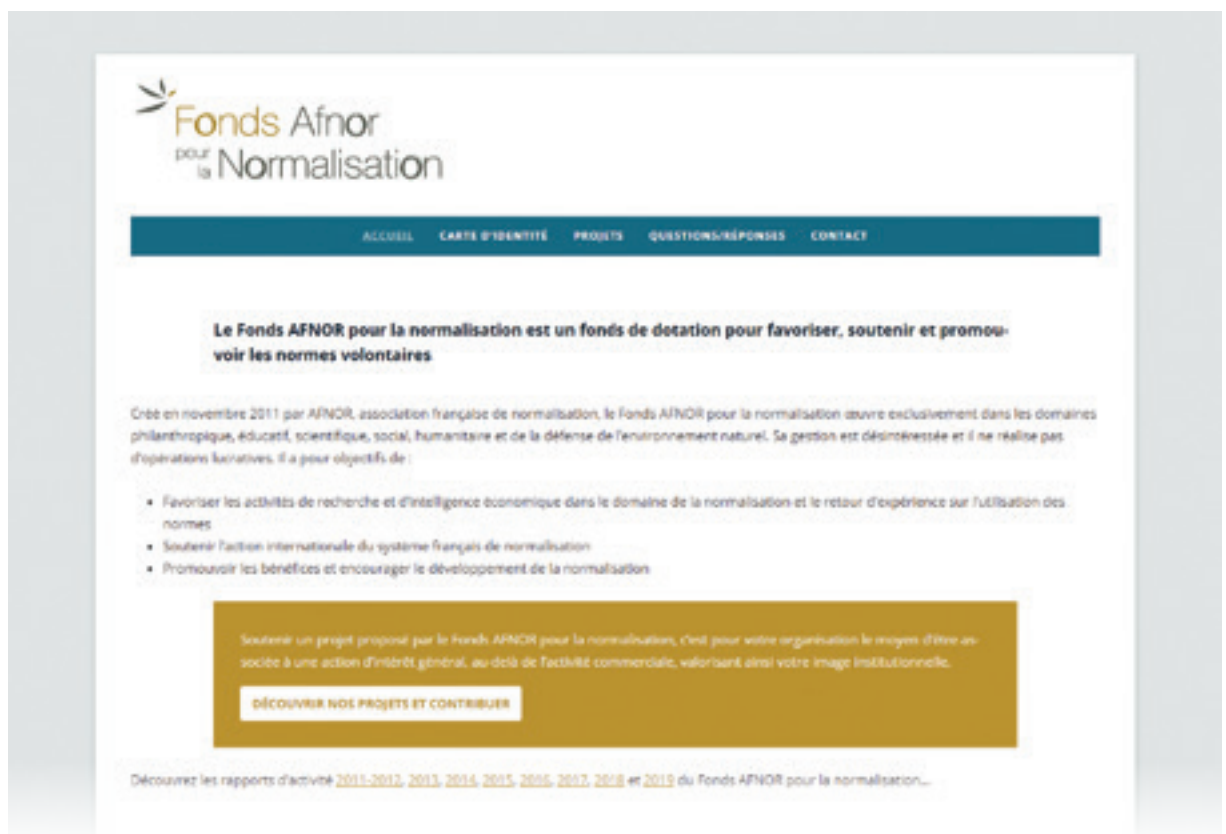 Fonds Afnor
pour la Normalisation
ACCUEIL CARTE D'IDENTITÉ PROJETS QUESTIONS/RÉPONSES CONTACT
Le Fonds AFNOR pour la normalisation est un fonds de dotation pour favoriser, soutenir et promou-
voir les normes volontaires
Créé en novembre 2011 par AFNOR, association française de normalisation, le Fonds AFNOR pour la normalisation œuvre exclusivement dans les domaines
philanthropique, éducatif, scientifique, social, humanitaire et de la défense de l'environnement naturel. Sa gestion est désintéressée et il ne réalise pas
d'opérations lucratives. Il a pour objectifs de :
• Favoriser les activités de recherche et d'intelligence économique dans le domaine de la normalisation et le retour d'expérience sur l'utilisation des
normes
• Soutenir l'action internationale du système français de normalisation
• Promouvoir les bénéfices et encourager le développement de la normalisation
Soutenir un projet proposé par le Fonds AFNOR pour la normalisation, c'est pour votre organisation le moyen d'être as-
sociée à une action d'intérêt général, au-delà de l'activité commerciale, valorisant ainsi votre image institutionnelle.
DÉCOUVRIR NOS PROJETS ET CONTRIBUER
Découvrez les rapports d'activité 2011-2012, 2013, 2014, 2015, 2016, 2017, 2018 et 2019 du Fonds AFNOR pour la normalisation...